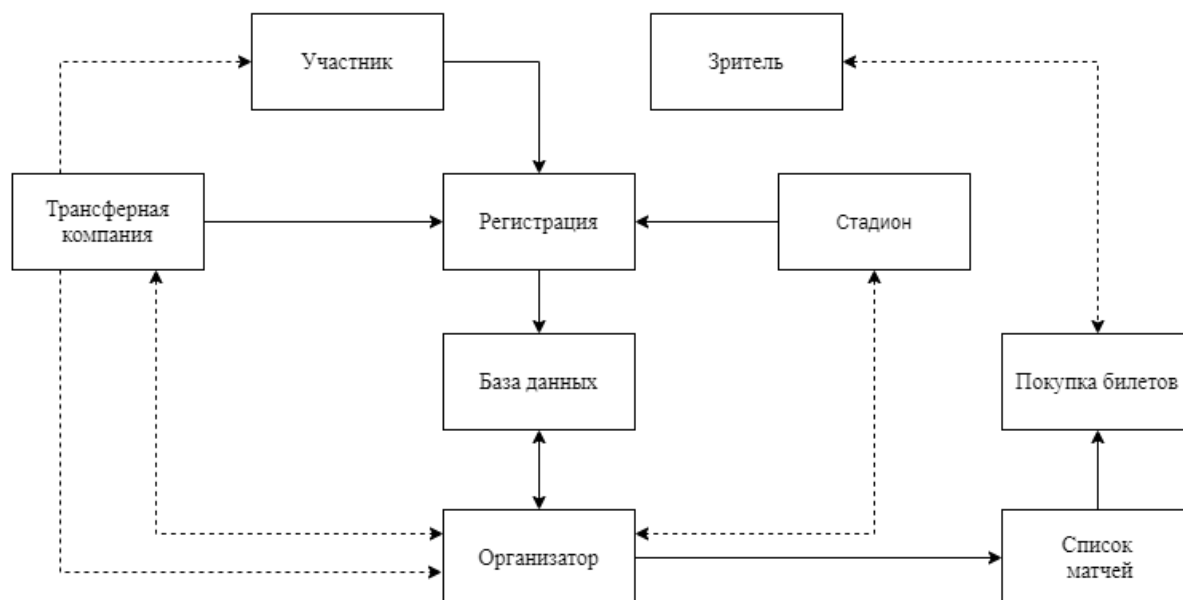 Участник
Зритель
Трансферная
компания
Регистрация
Стадион
База данных
Покупка билетов
Организатор
Список
матчей